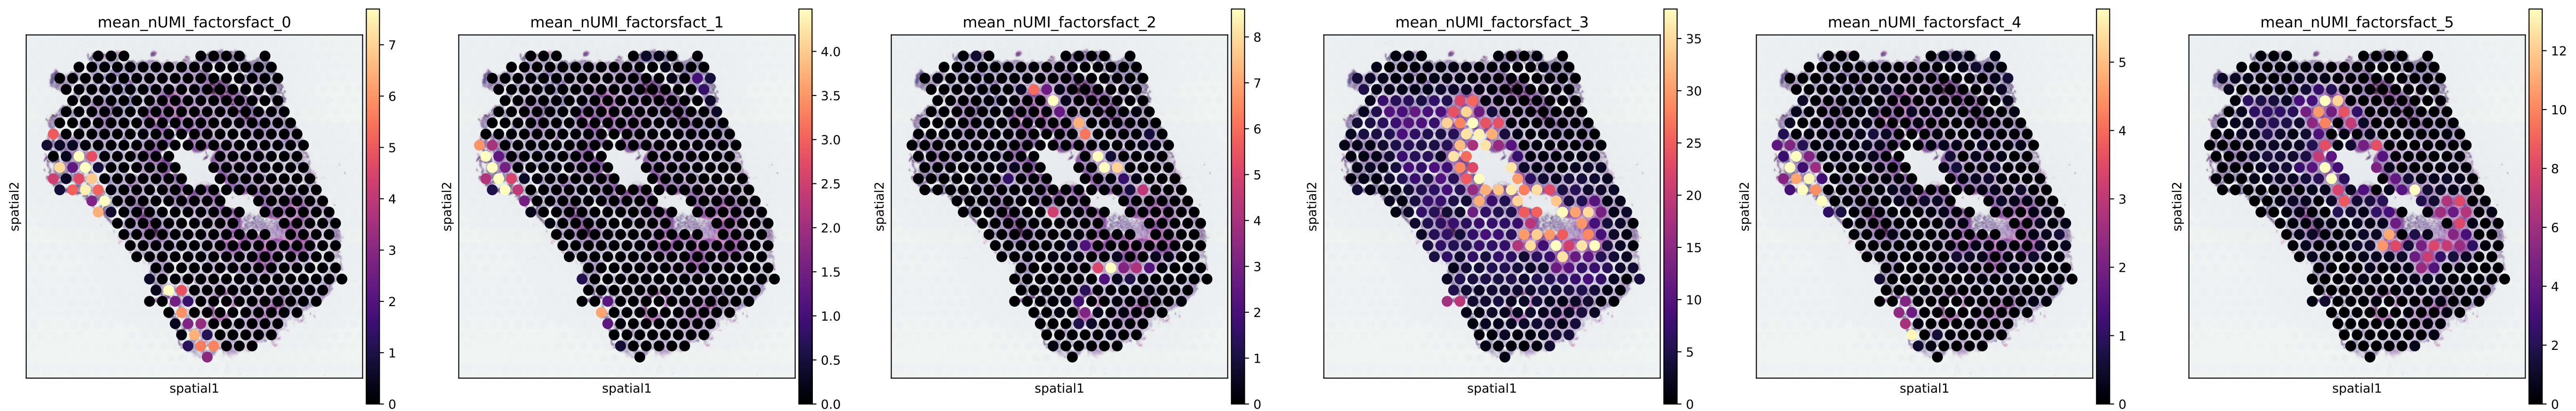 mean_nUMI_factorsfact_0
spatial2
spatial1
7
6
5
4
3
2
1
0
mean_nUMI_factorsfact_1
spatial2
spatial1
4.0
3.5
3.0
2.5
2.0
1.5
1.0
0.5
0.0
mean_nUMI_factorsfact_2
spatial2
spatial1
8
7
6
5
4
3
2
1
0
mean_nUMI_factorsfact_3
spatial2
spatial1
35
30
25
20
15
10
5
0
mean_nUMI_factorsfact_4
spatial2
spatial1
5
4
3
2
1
0
mean_nUMI_factorsfact_5
spatial2
spatial1
12
10
8
6
4
2
0